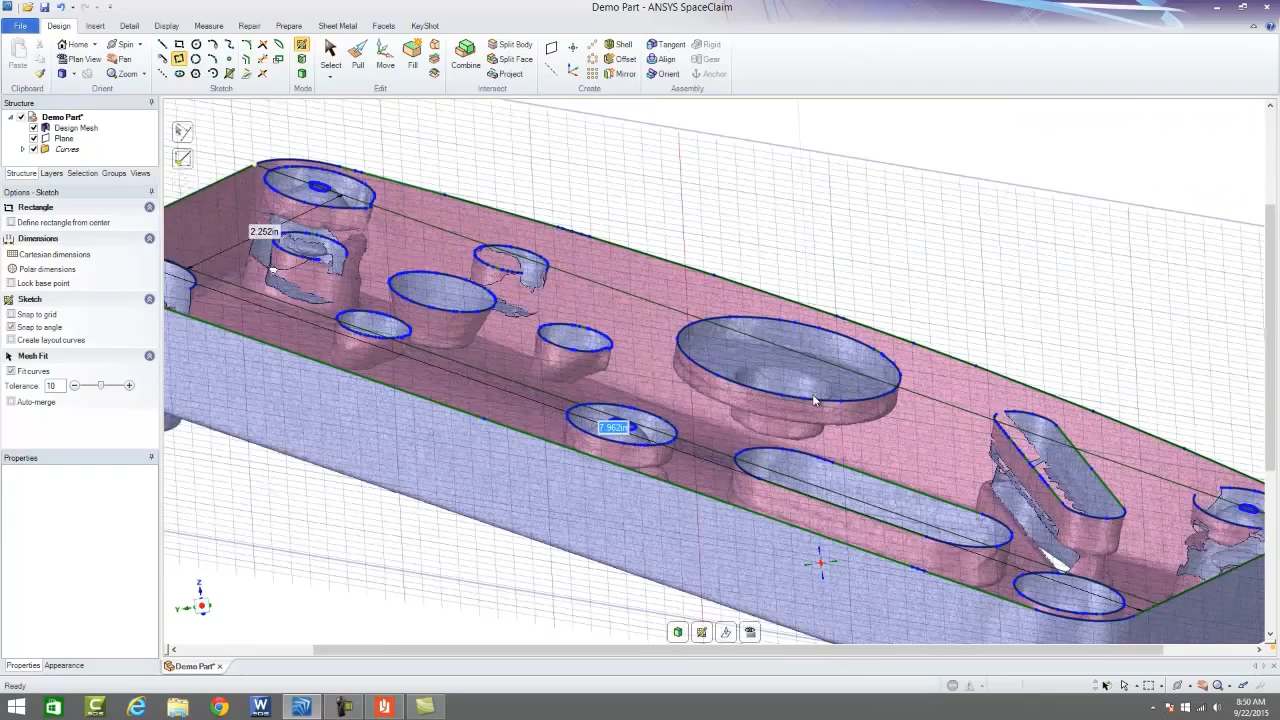 Demo Part - ANSYS SpaceClaim
File Design Insert Detail Display Measure Repair Prepare Sheet Metal Facets KeyShot
Paste
Home Spin
Plan View Pan
Zoom
Select Pull Move Fill
Combine
Split Body
Split Face
Project
Shell
Offset
Mirror
Tangent Rigid
Align Gear
Orient Anchor
Clipboard Orient Sketch Mode Edit Intersect Create Assembly
Structure
Demo Part*
Design Mesh
Plane
Curves
Structure Layers Selection Groups Views
Options - Sketch
Rectangle
Define rectangle from center
Dimensions
Cartesian dimensions
Polar dimensions
Lock base point
Sketch
Snap to grid
Snap to angle
Create layout curves
Mesh Fit
Fit curves
Tolerance: 10
Auto-merge
Properties
2.252in
7.962in
Z
Y
Properties Appearance
Demo Part*
Ready
8:50 AM
9/22/2015